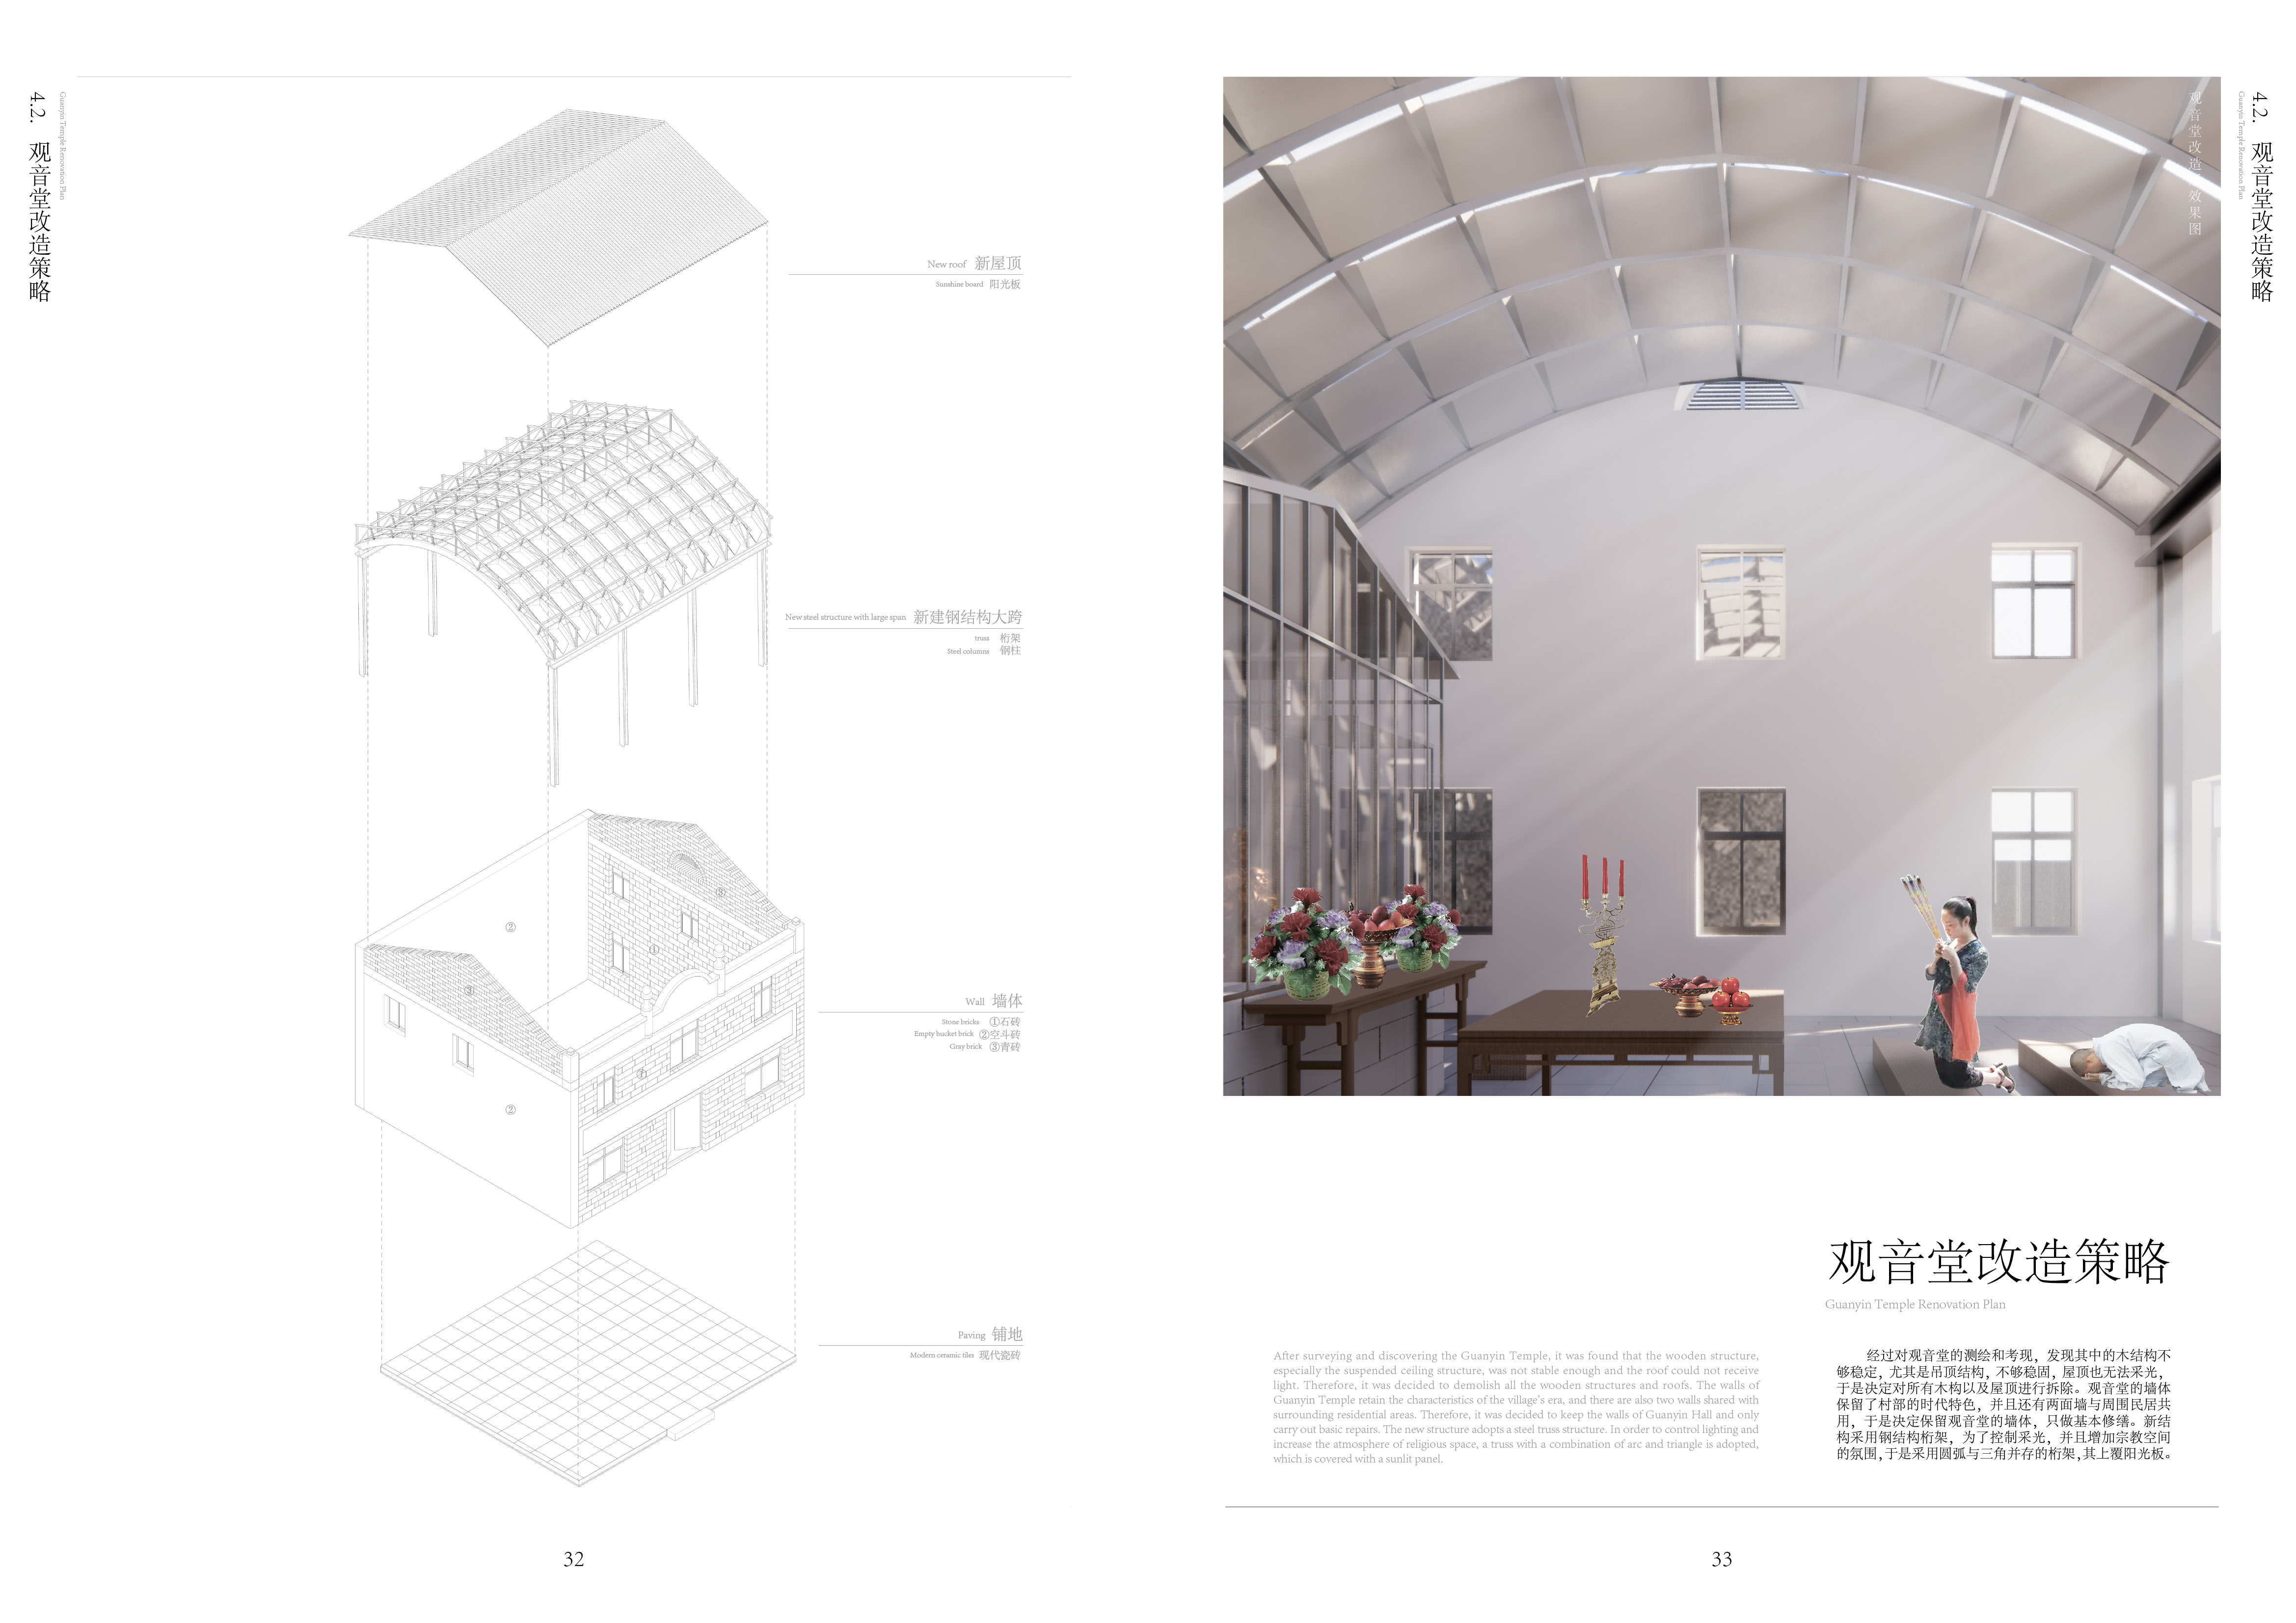 4.2. 观音堂改造策略
Guanyin Temple Renovation Plan
New roof 新屋顶
Sunshine board 阳光板
New steel structure with large span 新建钢结构大跨
truss 桁架
Steel columns 钢柱
③
②
①
③
①
②
Wall 墙体
Stone bricks ①石砖
Empty bucket brick ②空斗砖
Gray brick ③青砖
Paving 铺地
Modern ceramic tiles 现代瓷砖
32
观音堂改造 效果图
4.2. 观音堂改造策略
Guanyin Temple Renovation Plan
观音堂改造策略
Guanyin Temple Renovation Plan
After surveying and discovering the Guanyin Temple, it was found that the wooden structure,
especially the suspended ceiling structure, was not stable enough and the roof could not receive
light. Therefore, it was decided to demolish all the wooden structures and roofs. The walls of
Guanyin Temple retain the characteristics of the village's era, and there are also two walls shared with
surrounding residential areas. Therefore, it was decided to keep the walls of Guanyin Hall and only
carry out basic repairs. The new structure adopts a steel truss structure. In order to control lighting and
increase the atmosphere of religious space, a truss with a combination of arc and triangle is adopted,
which is covered with a sunlit panel.
经过对观音堂的测绘和考现，发现其中的木结构不
够稳定，尤其是吊顶结构，不够稳固，屋顶也无法采光，
于是决定对所有木构以及屋顶进行拆除。观音堂的墙体
保留了村部的时代特色，并且还有两面墙与周围民居共
用，于是决定保留观音堂的墙体，只做基本修缮。新结
构采用钢结构桁架，为了控制采光，并且增加宗教空间
的氛围，于是采用圆弧与三角并存的桁架，其上覆阳光板。
33